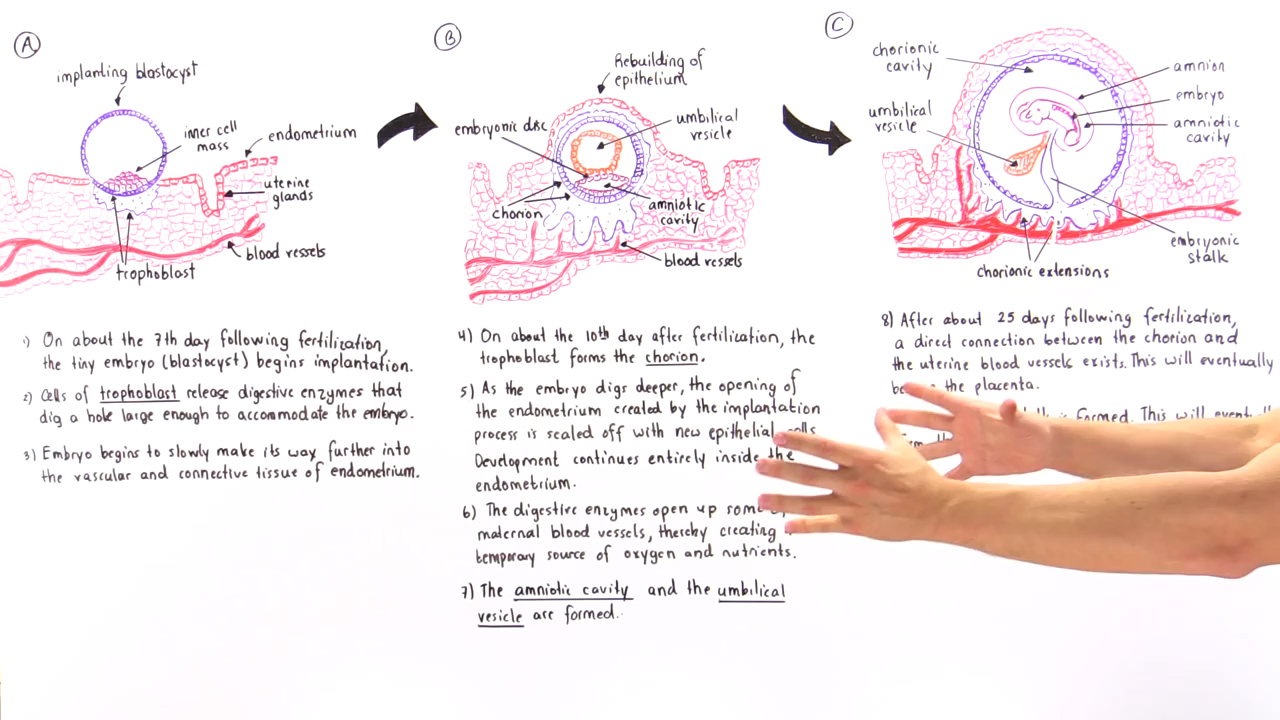 A
implanting blastocyst
inner cell
mass
endometrium
uterine
glands
blood vessels
trophoblast
1) On about the 7th day following fertilization,
the tiny embryo (blastocyst) begins implantation.
2) Cells of trophoblast release digestive enzymes that
dig a hole large enough to accommodate the embryo.
3) Embryo begins to slowly make its way further into
the vascular and connective tissue of endometrium.
B
Rebuilding of
epithelium
embryonic disc
umbilical
vesicle
chorion
amniotic
cavity
blood vessels
4) On about the 10th day after fertilization, the
trophoblast forms the chorion.
5) As the embryo digs deeper, the opening of
the endometrium created by the implantation
process is sealed off with new epithelial cells
Development continues entirely inside the
endometrium.
6) The digestive enzymes open up some
maternal blood vessels, thereby creating
temporary source of oxygen and nutrients.
7) The amniotic cavity and the umbilical
vesicle are formed.
C
chorionic
cavity
amnion
embryo
umbilical
vesicle
amniotic
cavity
embryonic
stalk
chorionic extensions
8) After about 25 days following fertilization,
a direct connection between the chorion and
the uterine blood vessels exists. This will eventually
the placenta.
is formed. This will